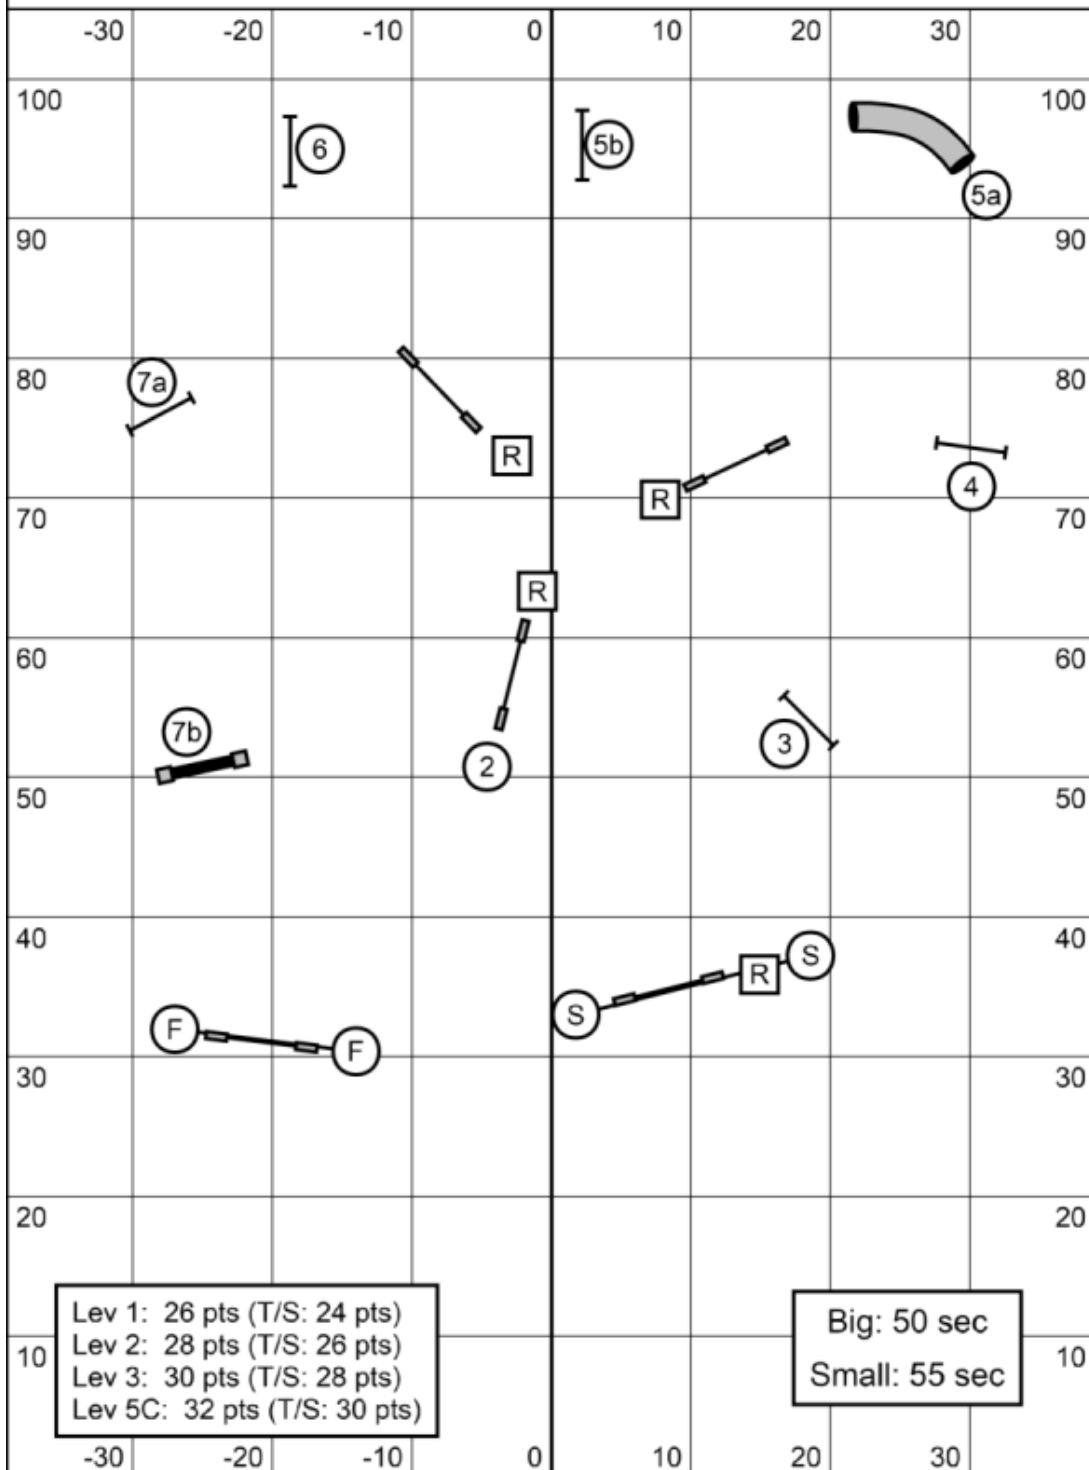 -30 -20 -10 0 10 20 30
100 100
6 5b
5a
90 90
80 7a 80
R
4
R
70 70
R
60 60
7b 3
2
50 50
40 40
S
R
S
F
F
30 30
20 20
Lev 1: 26 pts (T/S: 24 pts)
Lev 2: 28 pts (T/S: 26 pts)
Lev 3: 30 pts (T/S: 28 pts)
Lev 5C: 32 pts (T/S: 30 pts)
Big: 50 sec
Small: 55 sec
10 10
-30 -20 -10 0 10 20 30